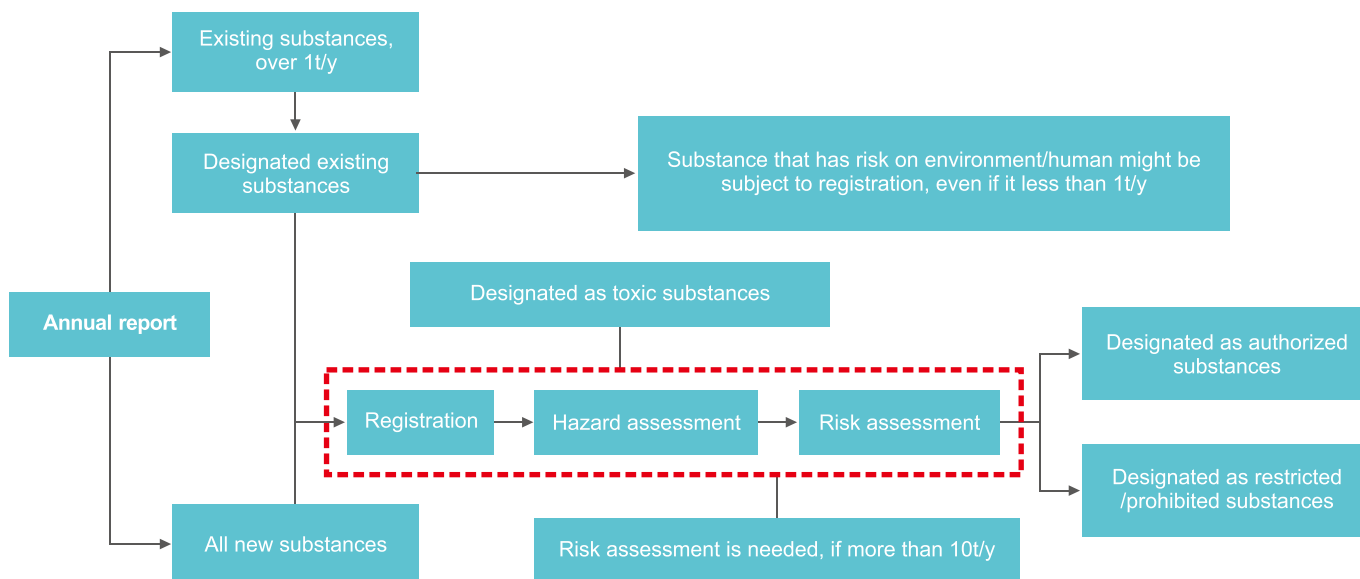 Existing substances,
over 1t/y
Designated existing
substances
Substance that has risk on environment/human might be
subject to registration, even if it less than 1t/y
Designated as toxic substances
Annual report
Designated as authorized
substances
Registration
Hazard assessment
Risk assessment
Designated as restricted
/prohibited substances
All new substances
Risk assessment is needed, if more than 10t/y